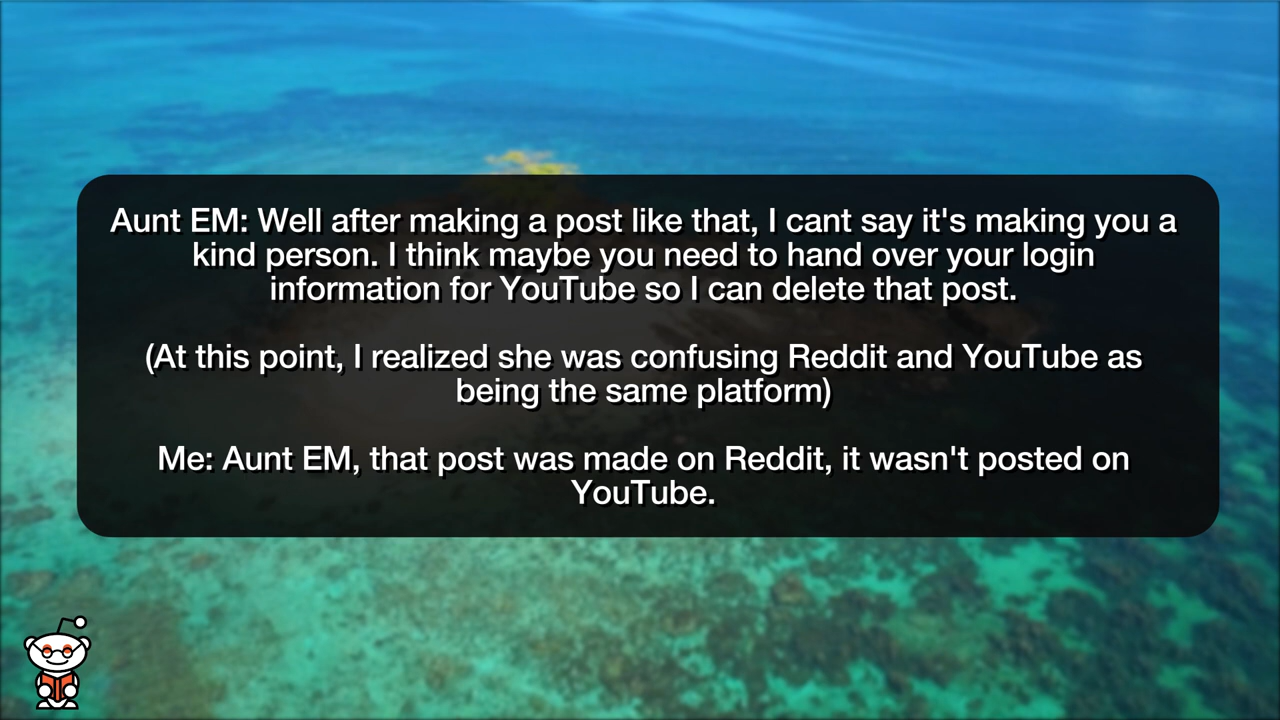 Aunt EM: Well after making a post like that, I cant say it's making you a
kind person. I think maybe you need to hand over your login
information for YouTube so I can delete that post.
(At this point, I realized she was confusing Reddit and YouTube as
being the same platform)
Me: Aunt EM, that post was made on Reddit, it wasn't posted on
YouTube.